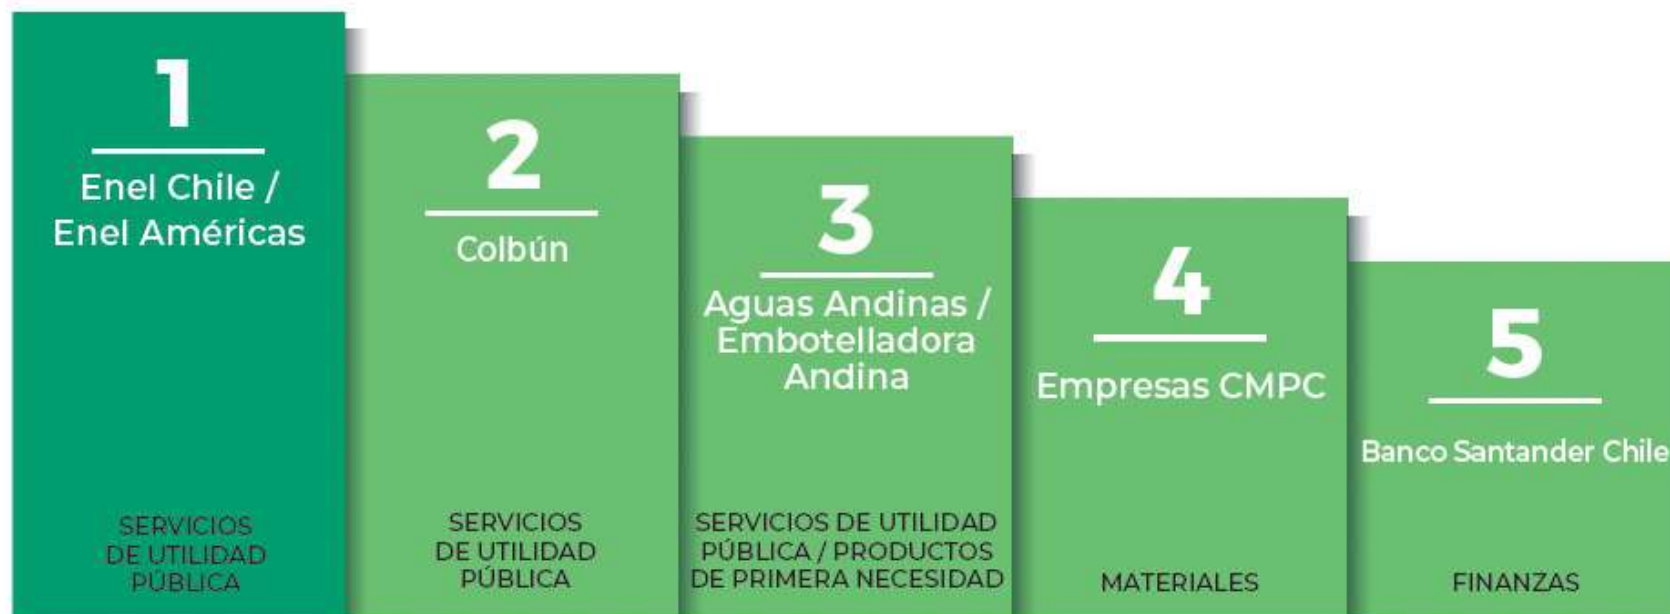 1
Enel Chile /
Enel Américas
SERVICIOS
DE UTILIDAD
PÚBLICA
2
Colbún
SERVICIOS
DE UTILIDAD
PÚBLICA
3
Aguas Andinas /
Embotelladora
Andina
SERVICIOS DE UTILIDAD
PÚBLICA / PRODUCTOS
DE PRIMERA NECESIDAD
4
Empresas CMPC
MATERIALES
5
Banco Santander Chile
FINANZAS